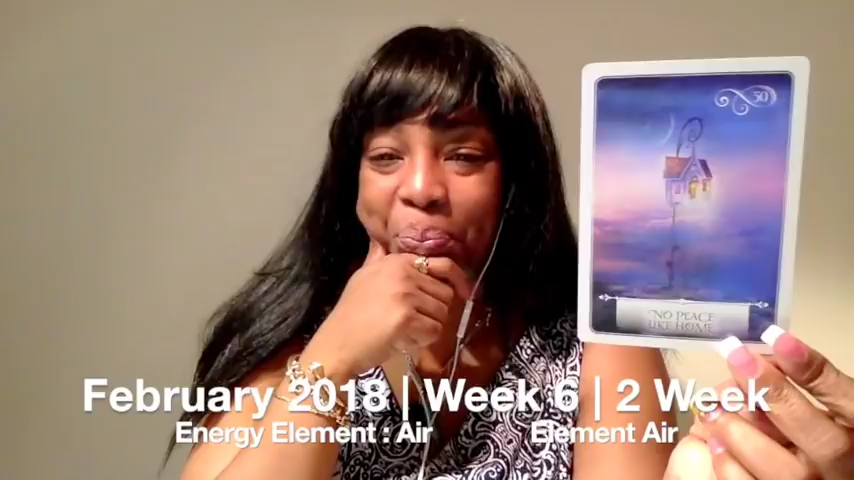 50
NO PEACE
LIKE HOME
February 2018 | Week 6 | 2 Week
Energy Element : Air
Element Air